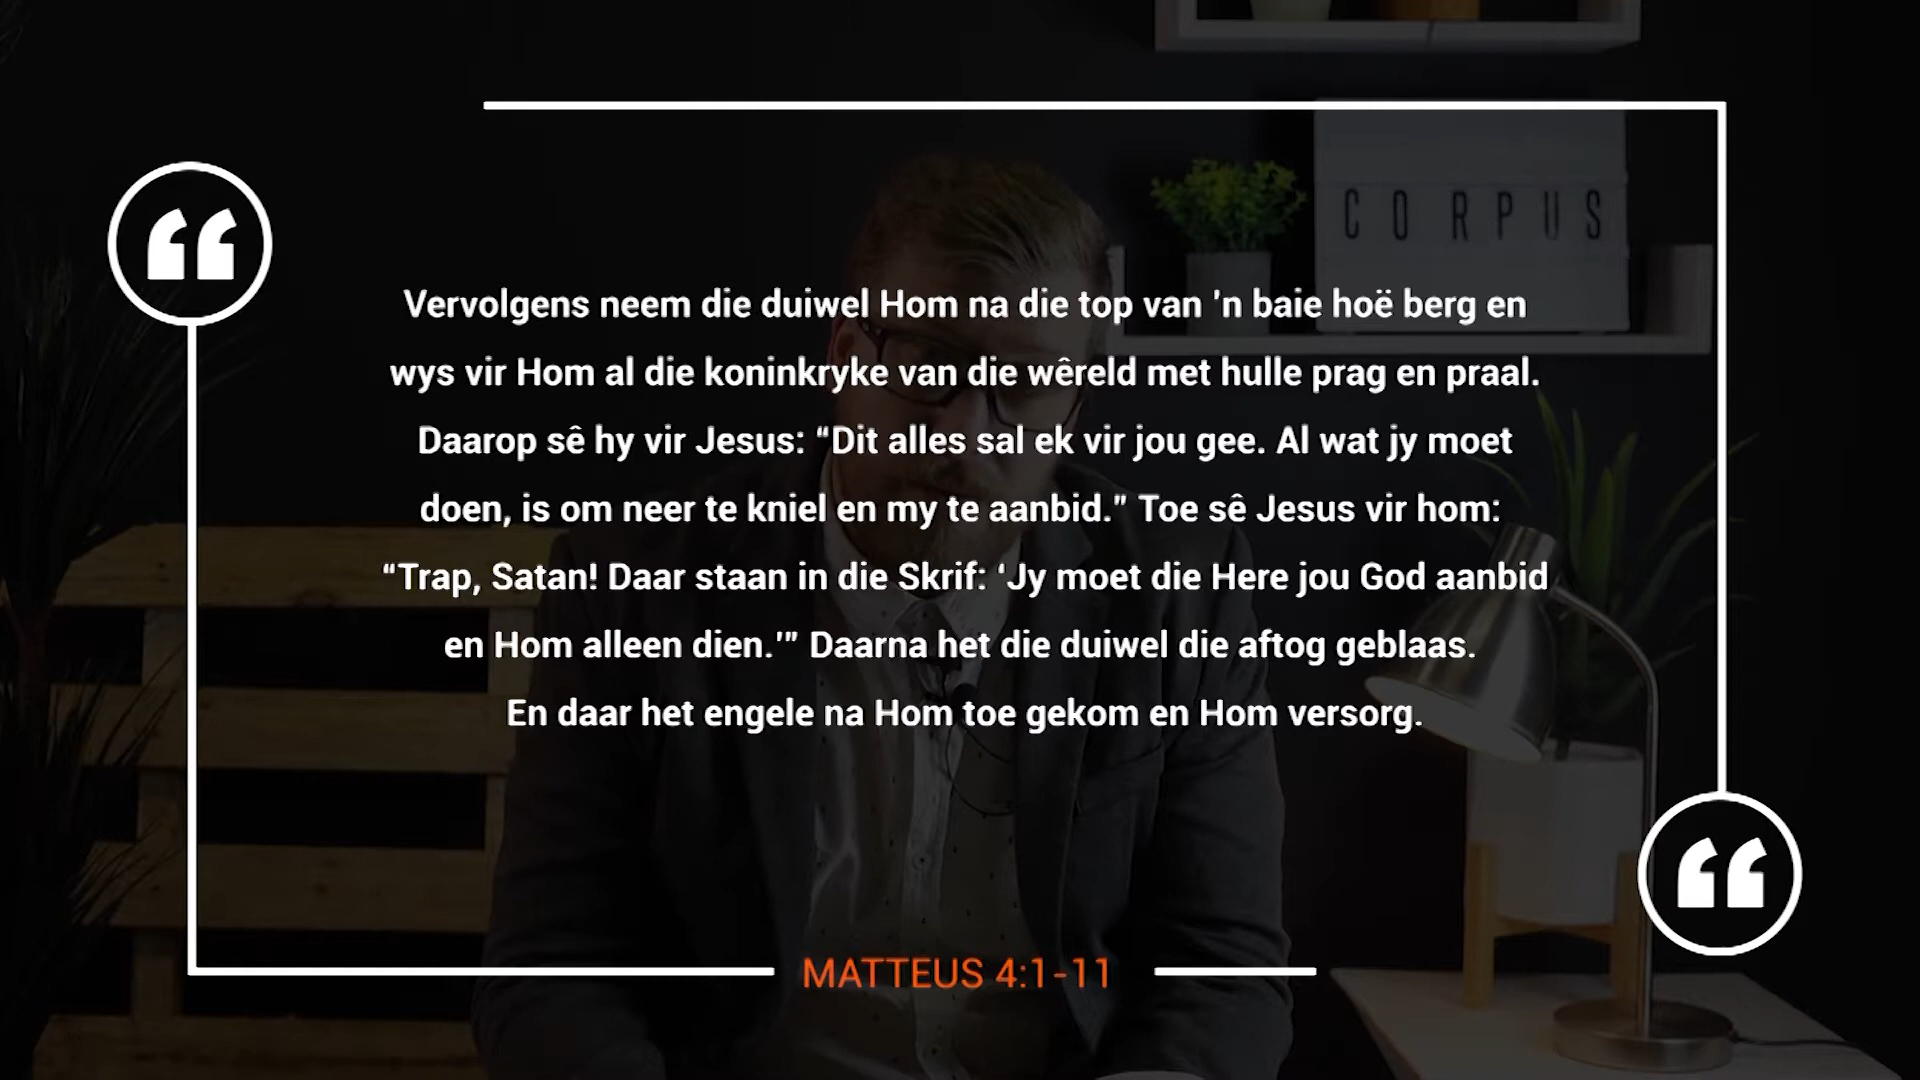 CORPUS
Vervolgens neem die duiwel Hom na die top van 'n baie hoë berg en
wys vir Hom al die koninkryke van die wêreld met hulle prag en praal.
Daarop sê hy vir Jesus: “Dit alles sal ek vir jou gee. Al wat jy moet
doen, is om neer te kniel en my te aanbid.” Toe sê Jesus vir hom:
“Trap, Satan! Daar staan in die Skrif: ‘Jy moet die Here jou God aanbid
en Hom alleen dien.’” Daarna het die duiwel die aftog geblaas.
En daar het engele na Hom toe gekom en Hom versorg.
MATTEUS 4:1-11